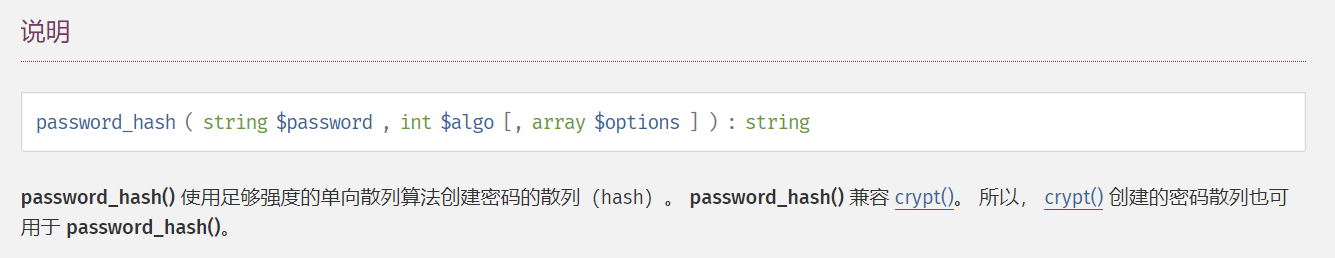 说明
password_hash ( string $password , int $algo [, array $options ] ) : string
password_hash() 使用足够强度的单向散列算法创建密码的散列（hash）。 password_hash() 兼容 crypt()。 所以， crypt() 创建的密码散列也可
用于 password_hash()。